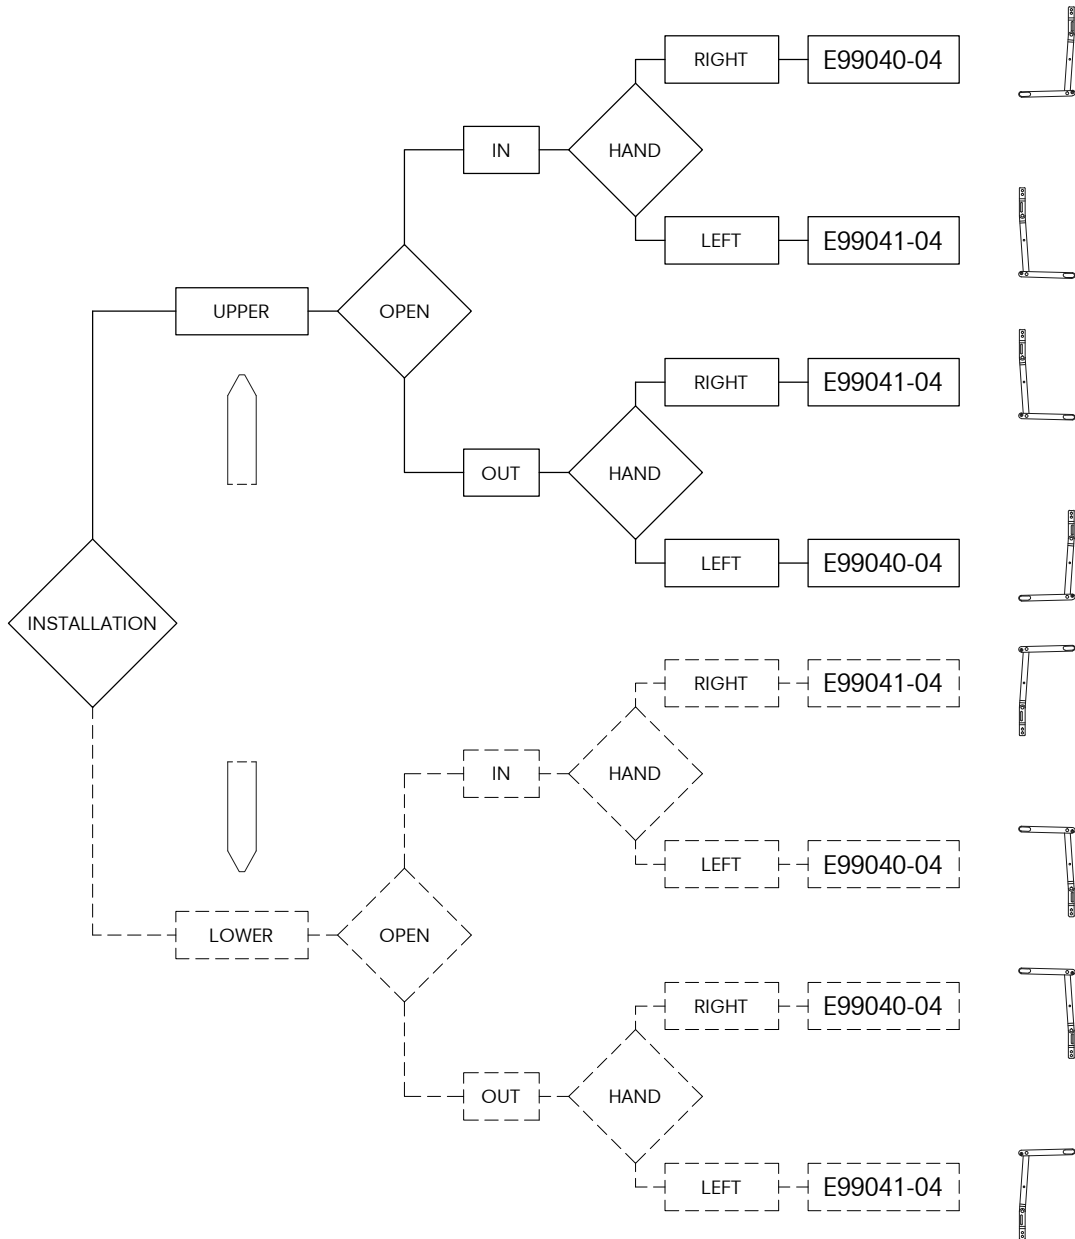 RIGHT E99040-04
IN HAND
LEFT E99041-04
UPPER OPEN
RIGHT E99041-04
OUT HAND
LEFT E99040-04
INSTALLATION
RIGHT E99041-04
IN HAND
LEFT E99040-04
LOWER OPEN
RIGHT E99040-04
OUT HAND
LEFT E99041-04